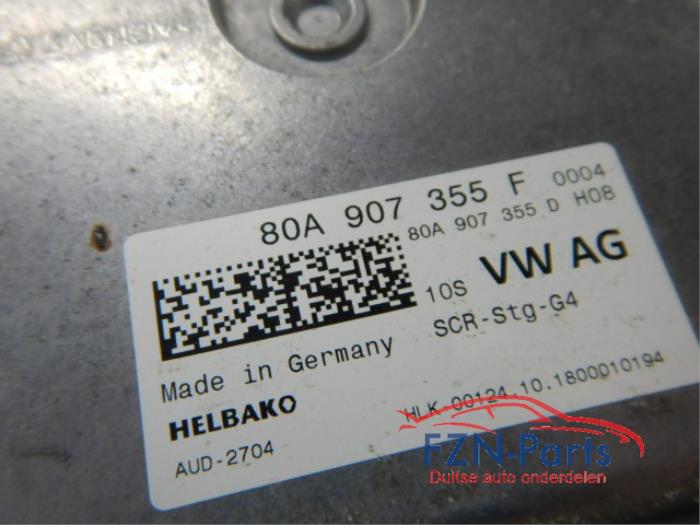 80A 907 355 F 0004
80A 907 355 D H08
10S VW AG
SCR-Stg-G4
Made in Germany
HELBAKO HLK 00124.10.1800010194
AUD-2704
FZN-Parts
Duitse auto onderdelen